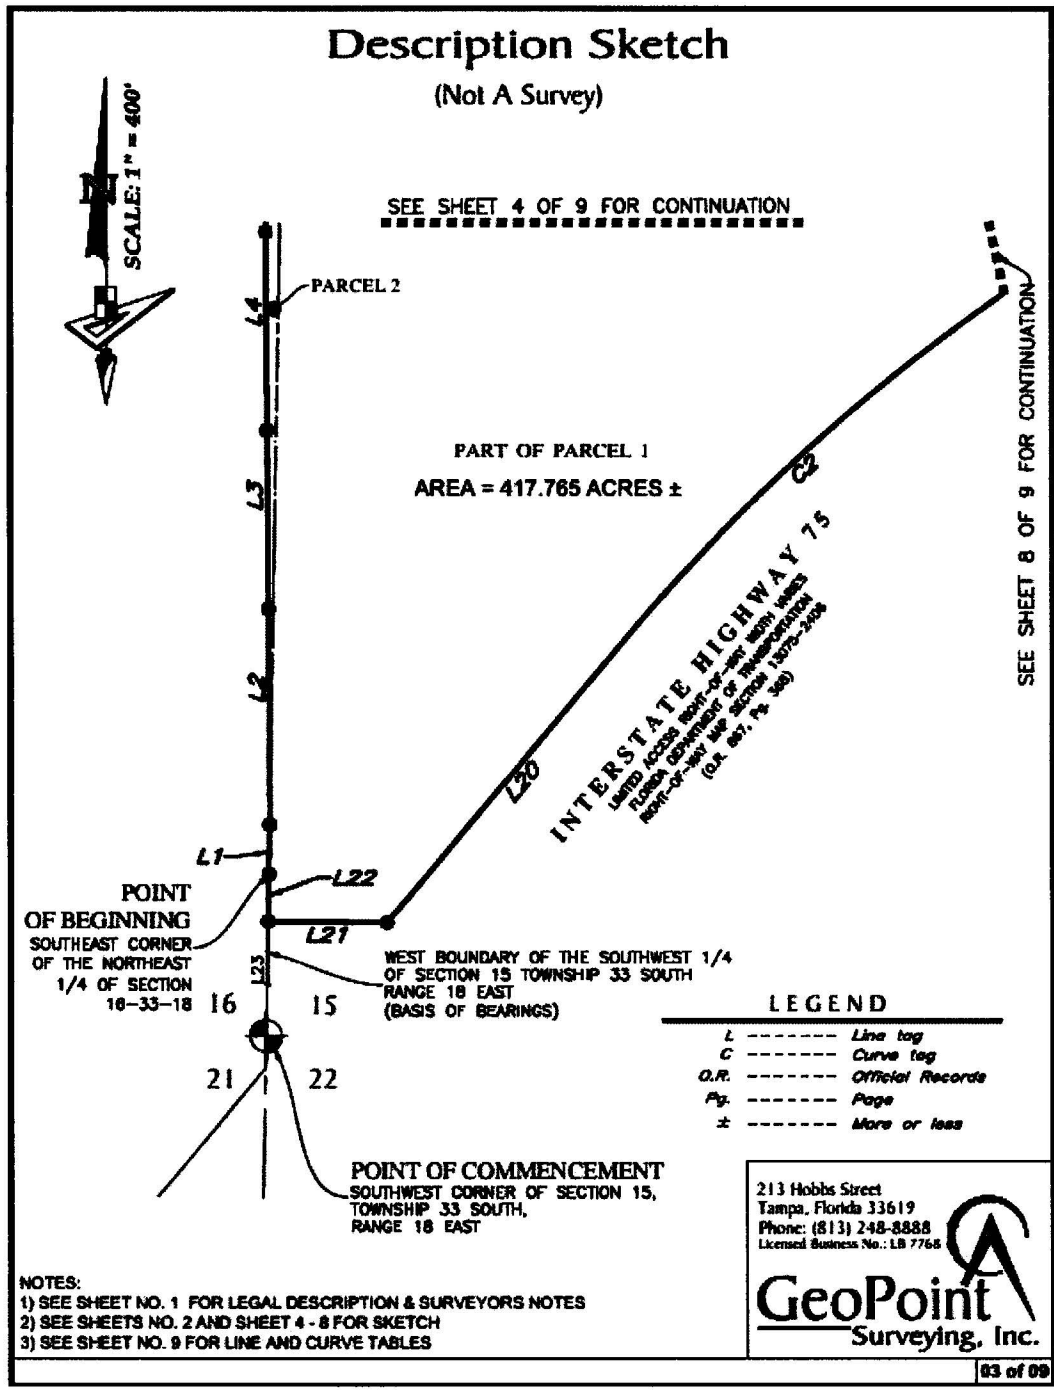 Description Sketch
(Not A Survey)
N
SCALE: 1" = 400'
SEE SHEET 4 OF 9 FOR CONTINUATION
PARCEL 2
L4
SEE SHEET 8 OF 9 FOR CONTINUATION
PART OF PARCEL 1
AREA = 417.765 ACRES ±
C2
L3
INTERSTATE HIGHWAY 75
LIMITED ACCESS RIGHT-OF-WAY WIDTH VARIES
FLORIDA DEPARTMENT OF TRANSPORTATION
RIGHT-OF-WAY MAP SECTION 13075-2406
(O.R. 867, Pg. 368)
L2
L20
L1
L22
POINT
OF BEGINNING
SOUTHEAST CORNER
OF THE NORTHEAST
1/4 OF SECTION
16-33-18
L21
L23
WEST BOUNDARY OF THE SOUTHWEST 1/4
OF SECTION 15 TOWNSHIP 33 SOUTH
RANGE 18 EAST
(BASIS OF BEARINGS)
16 15
21 22
LEGEND
L ------- Line tag
C ------- Curve tag
O.R. ------- Official Records
Pg. ------- Page
± ------- More or less
POINT OF COMMENCEMENT
SOUTHWEST CORNER OF SECTION 15,
TOWNSHIP 33 SOUTH,
RANGE 18 EAST
213 Hobbs Street
Tampa, Florida 33619
Phone: (813) 248-8888
Licensed Business No.: LB 7768
GeoPoint
Surveying, Inc.
NOTES:
1) SEE SHEET NO. 1 FOR LEGAL DESCRIPTION & SURVEYORS NOTES
2) SEE SHEETS NO. 2 AND SHEET 4 - 8 FOR SKETCH
3) SEE SHEET NO. 9 FOR LINE AND CURVE TABLES
03 of 09